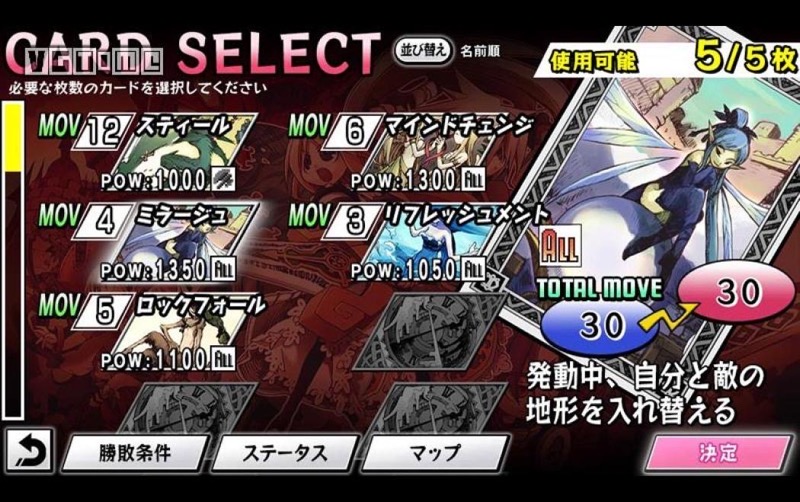 CARD SELECT
VGTIME
並び替え 名前順
使用可能 5/5枚
必要な枚数のカードを選択してください
MOV 12 スティール
POW:1000
MOV 6 マインドチェンジ
POW:1300 ALL
MOV 4 ミラージュ
POW:1350 ALL
MOV 3 リフレッシュメント
POW:1050 ALL
MOV 5 ロックフォール
POW:1100 ALL
ALL
TOTAL MOVE
30 30
発動中、自分と敵の
地形を入れ替える
勝敗条件 ステータス マップ 決定